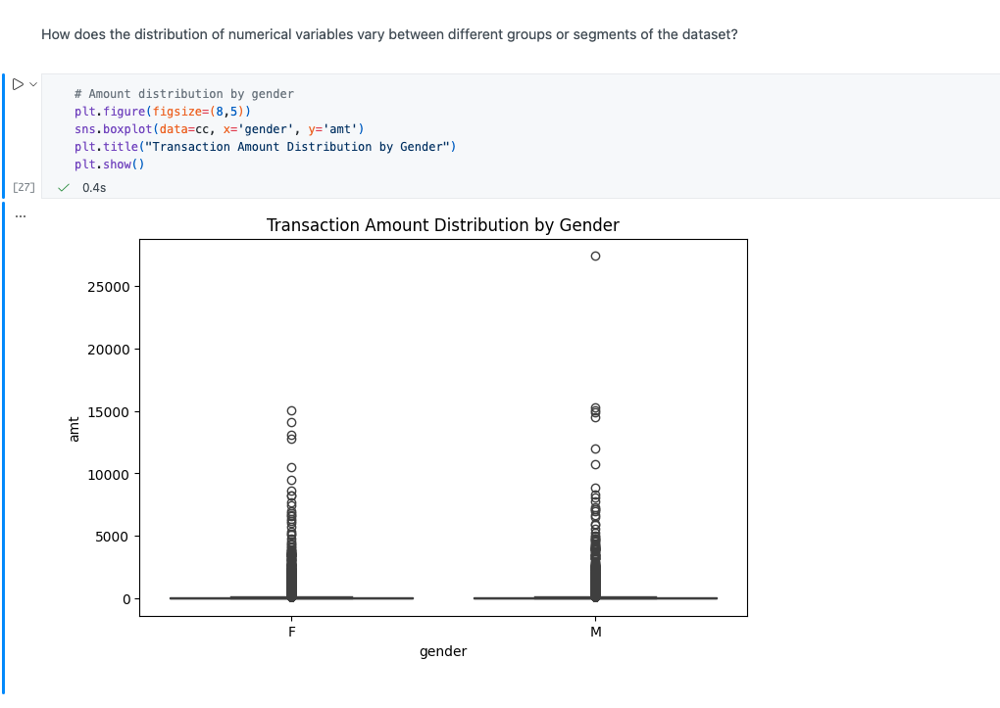 How does the distribution of numerical variables vary between different groups or segments of the dataset?
# Amount distribution by gender
plt.figure(figsize=(8,5))
sns.boxplot(data=cc, x='gender', y='amt')
plt.title("Transaction Amount Distribution by Gender")
plt.show()
[27]
0.4s
...
Transaction Amount Distribution by Gender
25000
20000
15000
10000
5000
0
amt
F
M
gender